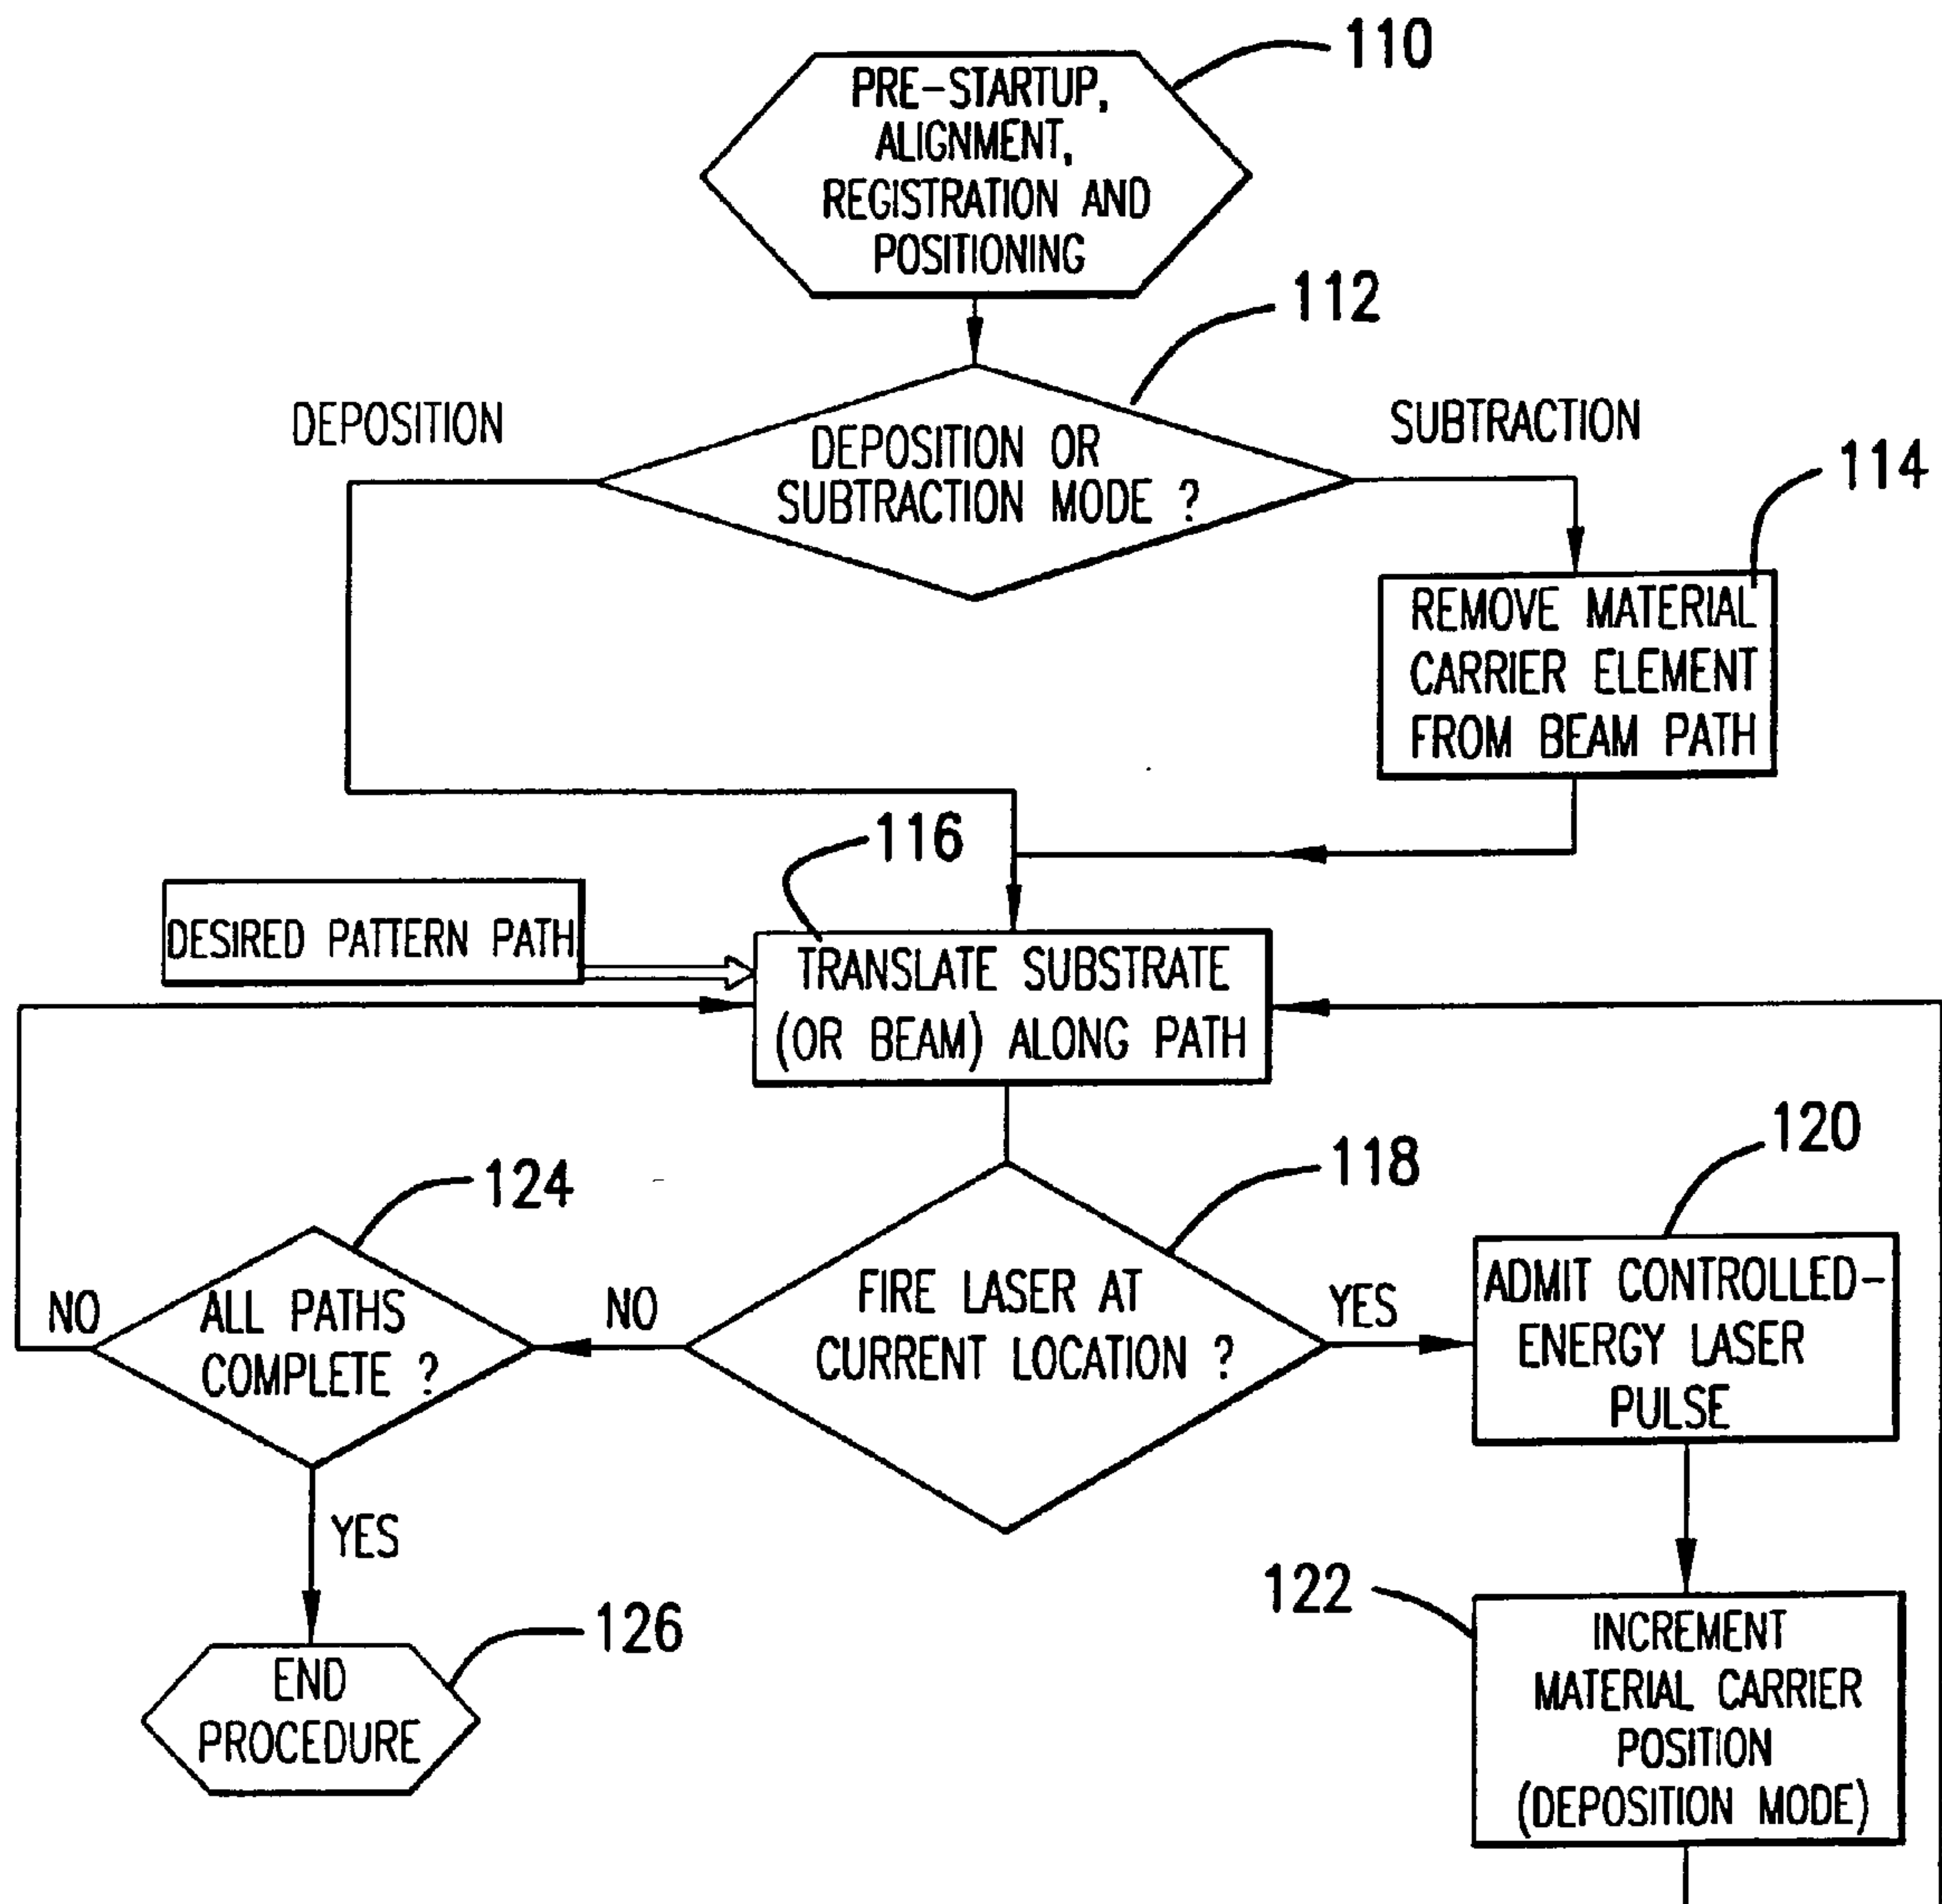 110
PRE-STARTUP,
ALIGNMENT,
REGISTRATION AND
POSITIONING
112
DEPOSITION
DEPOSITION OR
SUBTRACTION MODE ?
SUBTRACTION
114
REMOVE MATERIAL
CARRIER ELEMENT
FROM BEAM PATH
116
DESIRED PATTERN PATH
TRANSLATE SUBSTRATE
(OR BEAM) ALONG PATH
124
118
120
NO
ALL PATHS
COMPLETE ?
NO
FIRE LASER AT
CURRENT LOCATION ?
YES
ADMIT CONTROLLED-
ENERGY LASER
PULSE
YES
122
INCREMENT
MATERIAL CARRIER
POSITION
(DEPOSITION MODE)
126
END
PROCEDURE